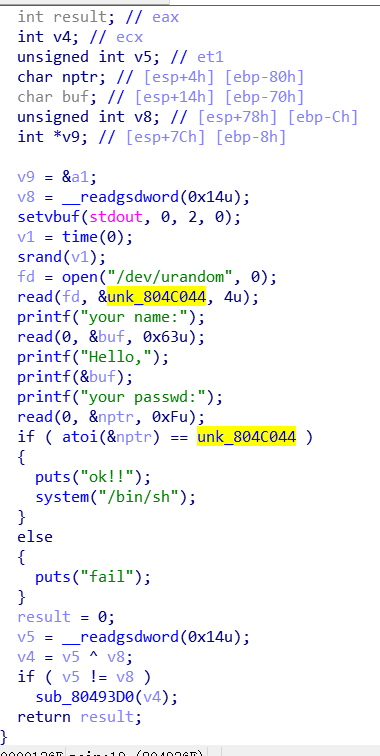 int result; // eax
int v4; // ecx
unsigned int v5; // et1
char nptr; // [esp+4h] [ebp-80h]
char buf; // [esp+14h] [ebp-70h]
unsigned int v8; // [esp+78h] [ebp-Ch]
int *v9; // [esp+7Ch] [ebp-8h]
v9 = &a1;
v8 = __readgsdword(0x14u);
setvbuf(stdout, 0, 2, 0);
v1 = time(0);
srand(v1);
fd = open("/dev/urandom", 0);
read(fd, &unk_804C044, 4u);
printf("your name:");
read(0, &buf, 0x63u);
printf("Hello,");
printf(&buf);
printf("your passwd:");
read(0, &nptr, 0xFu);
if ( atoi(&nptr) == unk_804C044 )
{
puts("ok!!");
system("/bin/sh");
}
else
{
puts("fail");
}
result = 0;
v5 = __readgsdword(0x14u);
v4 = v5 ^ v8;
if ( v5 != v8 )
sub_80493D0(v4);
return result;
}